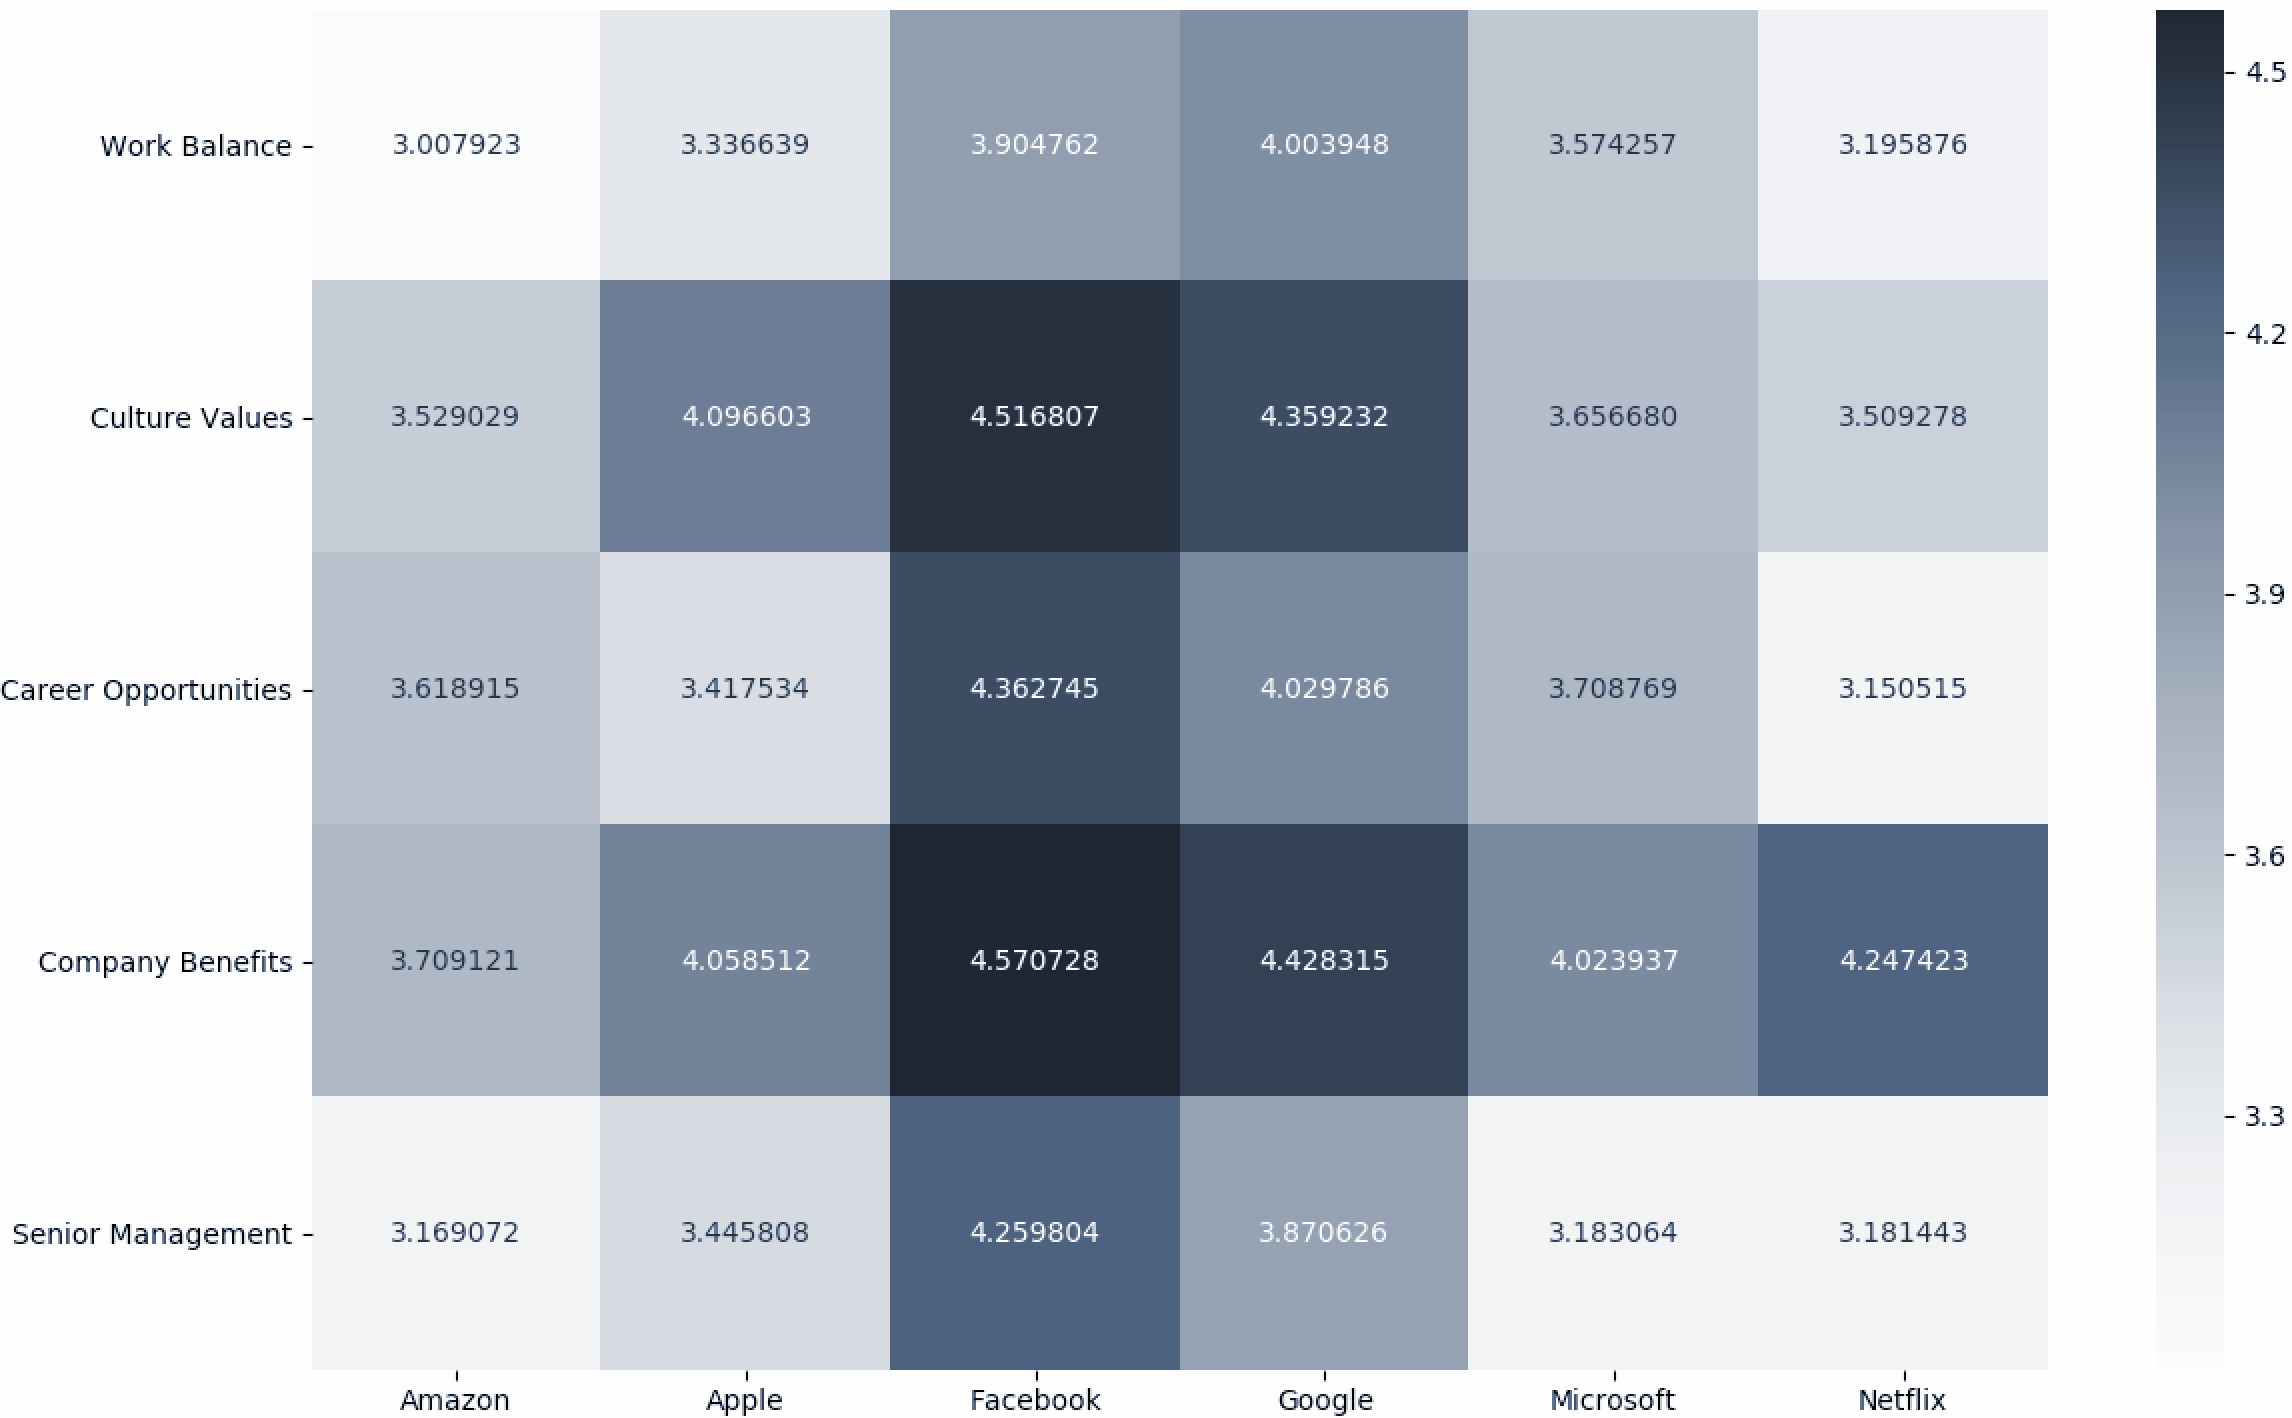 Work Balance 3.007923 3.336639 3.904762 4.003948 3.574257 3.195876
Culture Values 3.529029 4.096603 4.516807 4.359232 3.656680 3.509278
Career Opportunities 3.618915 3.417534 4.362745 4.029786 3.708769 3.150515
Company Benefits 3.709121 4.058512 4.570728 4.428315 4.023937 4.247423
Senior Management 3.169072 3.445808 4.259804 3.870626 3.183064 3.181443
Amazon Apple Facebook Google Microsoft Netflix
4.5
4.2
3.9
3.6
3.3